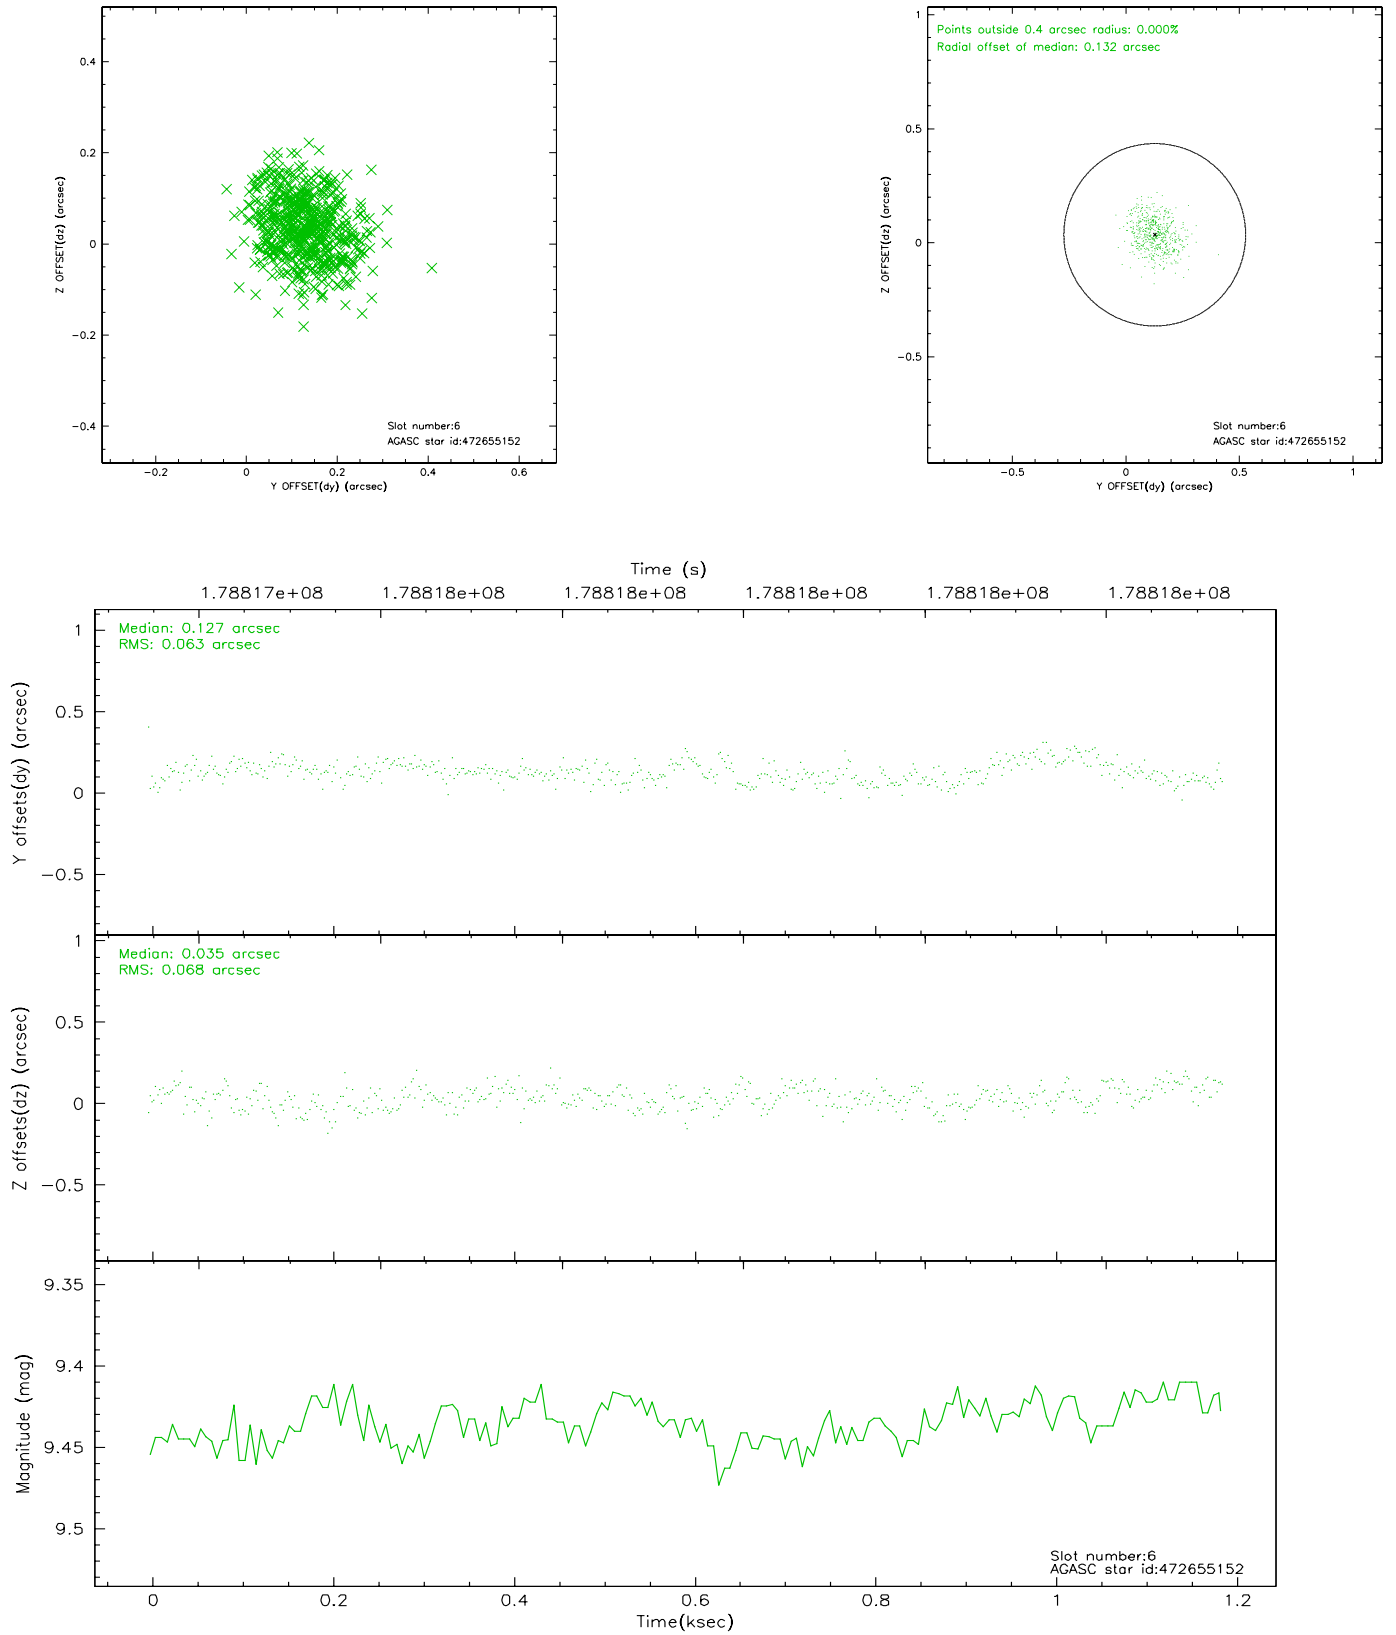 0.4
0.2
0
−0.2
−0.4
Z OFFSET(dz) (arcsec)
Slot number:6
AGASC star id:472655152
−0.2 0 0.2 0.4 0.6
Y OFFSET(dy) (arcsec)
Points outside 0.4 arcsec radius: 0.000%
Radial offset of median: 0.132 arcsec
1
0.5
0
−0.5
Z OFFSET(dz) (arcsec)
Slot number:6
AGASC star id:472655152
−0.5 0 0.5 1
Y OFFSET(dy) (arcsec)
Time (s)
1.78817e+08 1.78818e+08 1.78818e+08 1.78818e+08 1.78818e+08 1.78818e+08
Median: 0.127 arcsec
RMS: 0.063 arcsec
1
0.5
0
−0.5
Y offsets(dy) (arcsec)
Median: 0.035 arcsec
RMS: 0.068 arcsec
1
0.5
0
−0.5
Z offsets(dz) (arcsec)
9.35
9.4
9.45
9.5
Magnitude (mag)
Slot number:6
AGASC star id:472655152
0 0.2 0.4 0.6 0.8 1 1.2
Time(ksec)